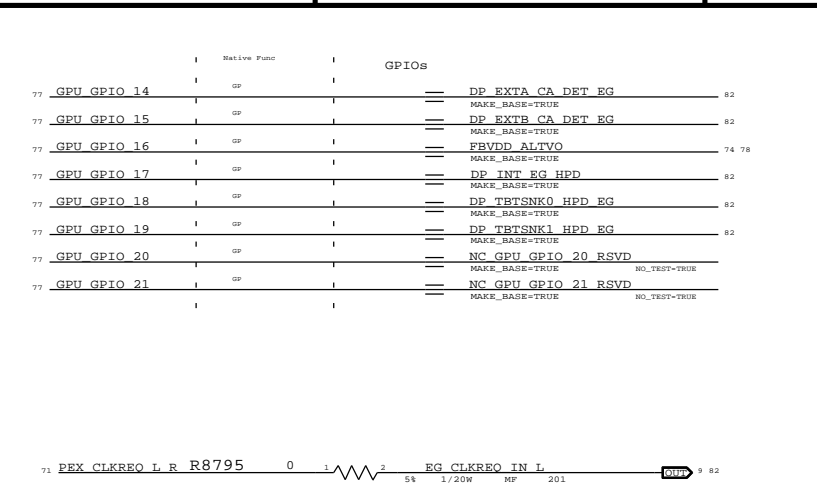 Native Func
GPIOs
77 GPU_GPIO_14 GP DP_EXTA_CA_DET_EG 82
MAKE_BASE=TRUE
77 GPU_GPIO_15 GP DP_EXTB_CA_DET_EG 82
MAKE_BASE=TRUE
77 GPU_GPIO_16 GP FBVDD_ALTVO 74 78
MAKE_BASE=TRUE
77 GPU_GPIO_17 GP DP_INT_EG_HPD 82
MAKE_BASE=TRUE
77 GPU_GPIO_18 GP DP_TBTSNK0_HPD_EG 82
MAKE_BASE=TRUE
77 GPU_GPIO_19 GP DP_TBTSNK1_HPD_EG 82
MAKE_BASE=TRUE
77 GPU_GPIO_20 GP NC_GPU_GPIO_20_RSVD
MAKE_BASE=TRUE NO_TEST=TRUE
77 GPU_GPIO_21 GP NC_GPU_GPIO_21_RSVD
MAKE_BASE=TRUE NO_TEST=TRUE
71 PEX_CLKREQ_L_R R8795 0 1 2 EG_CLKREQ_IN_L OUT 9 82
5% 1/20W MF 201